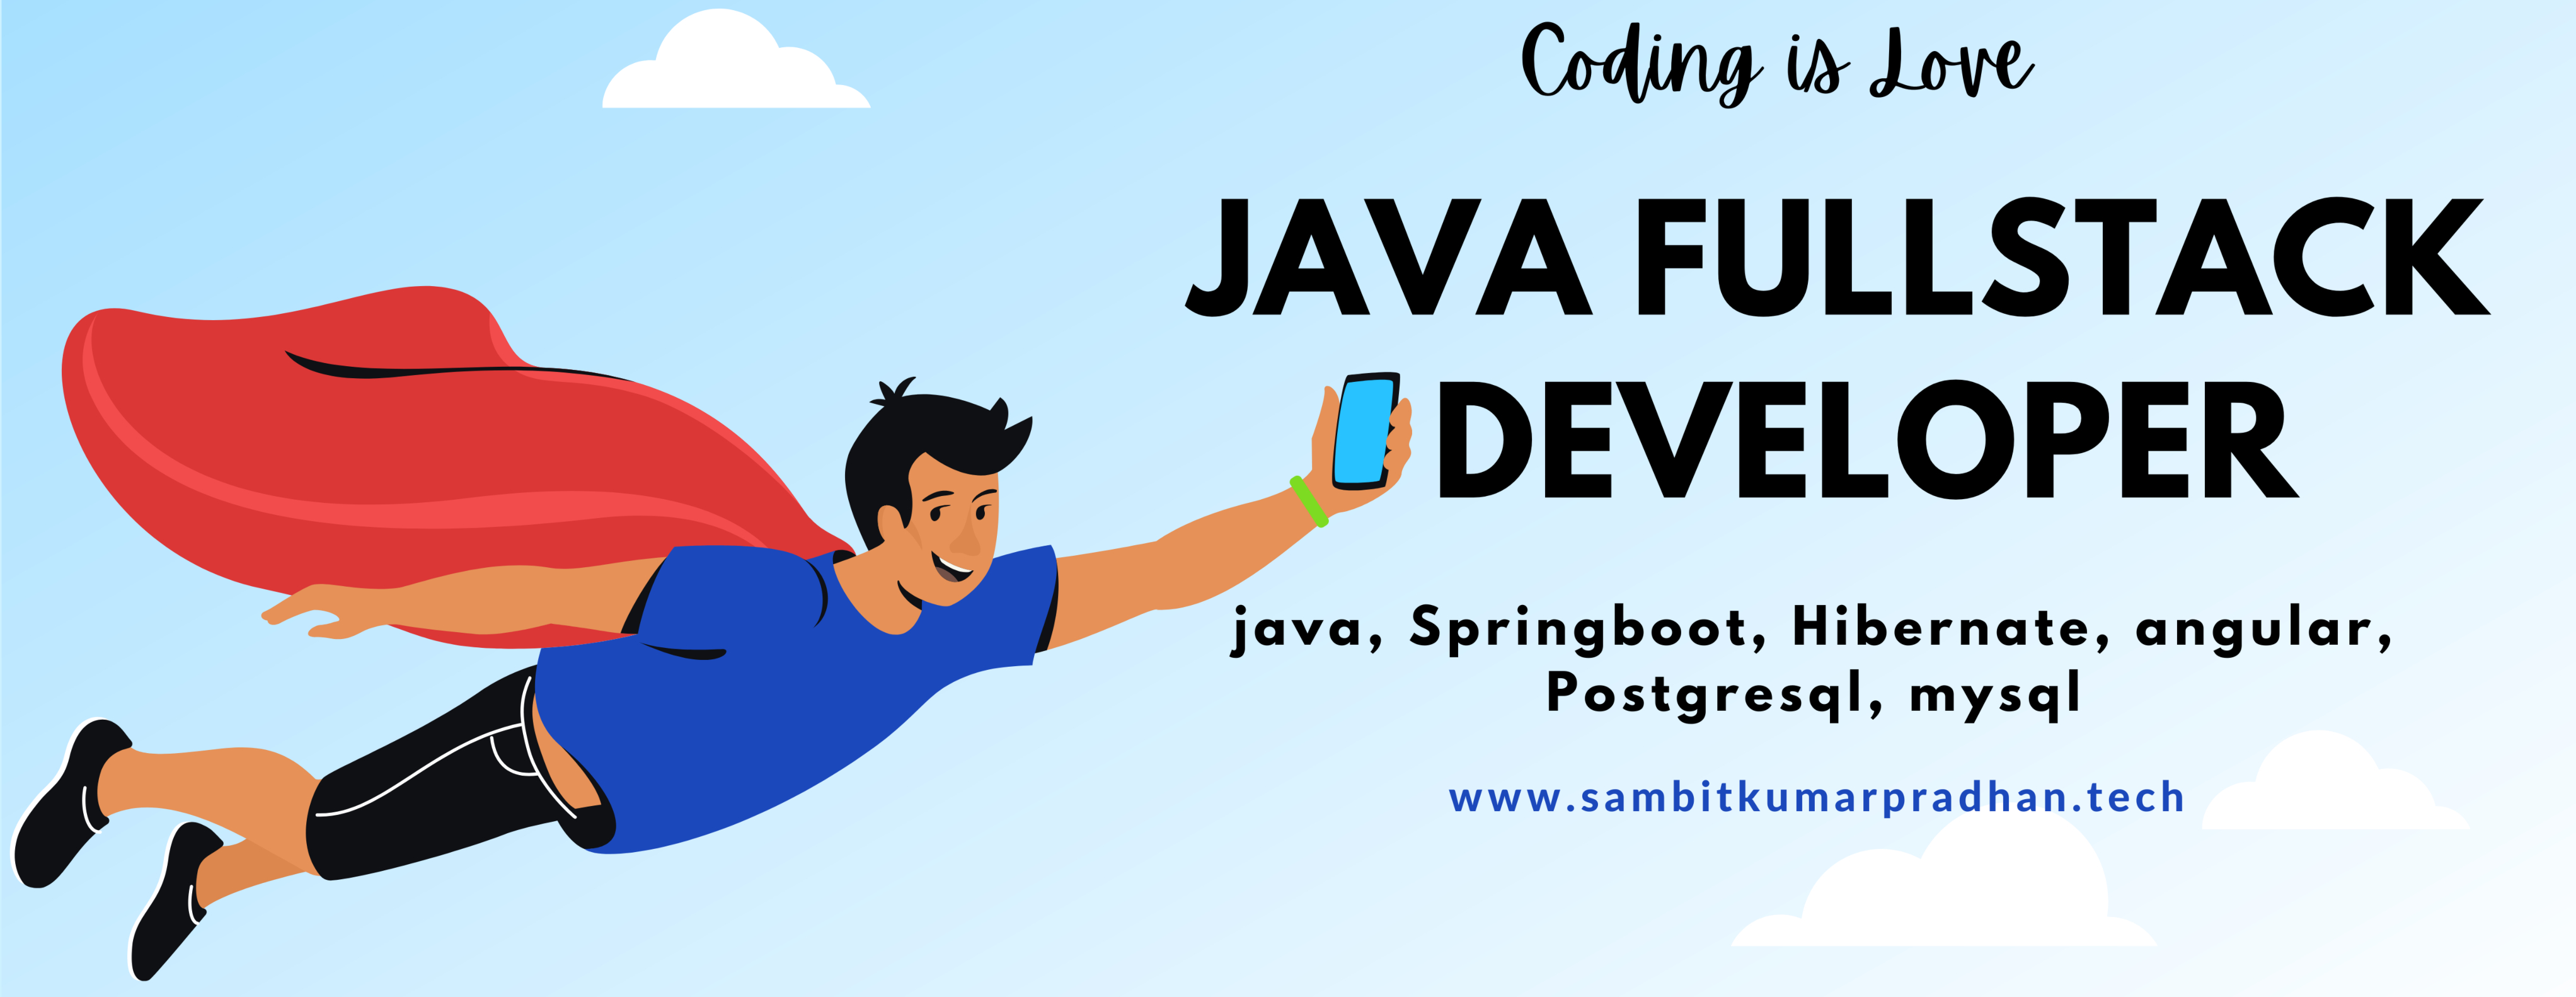 Coding is Love
JAVA FULLSTACK
DEVELOPER
java, Springboot, Hibernate, angular,
Postgresql, mysql
www.sambitkumarpradhan.tech